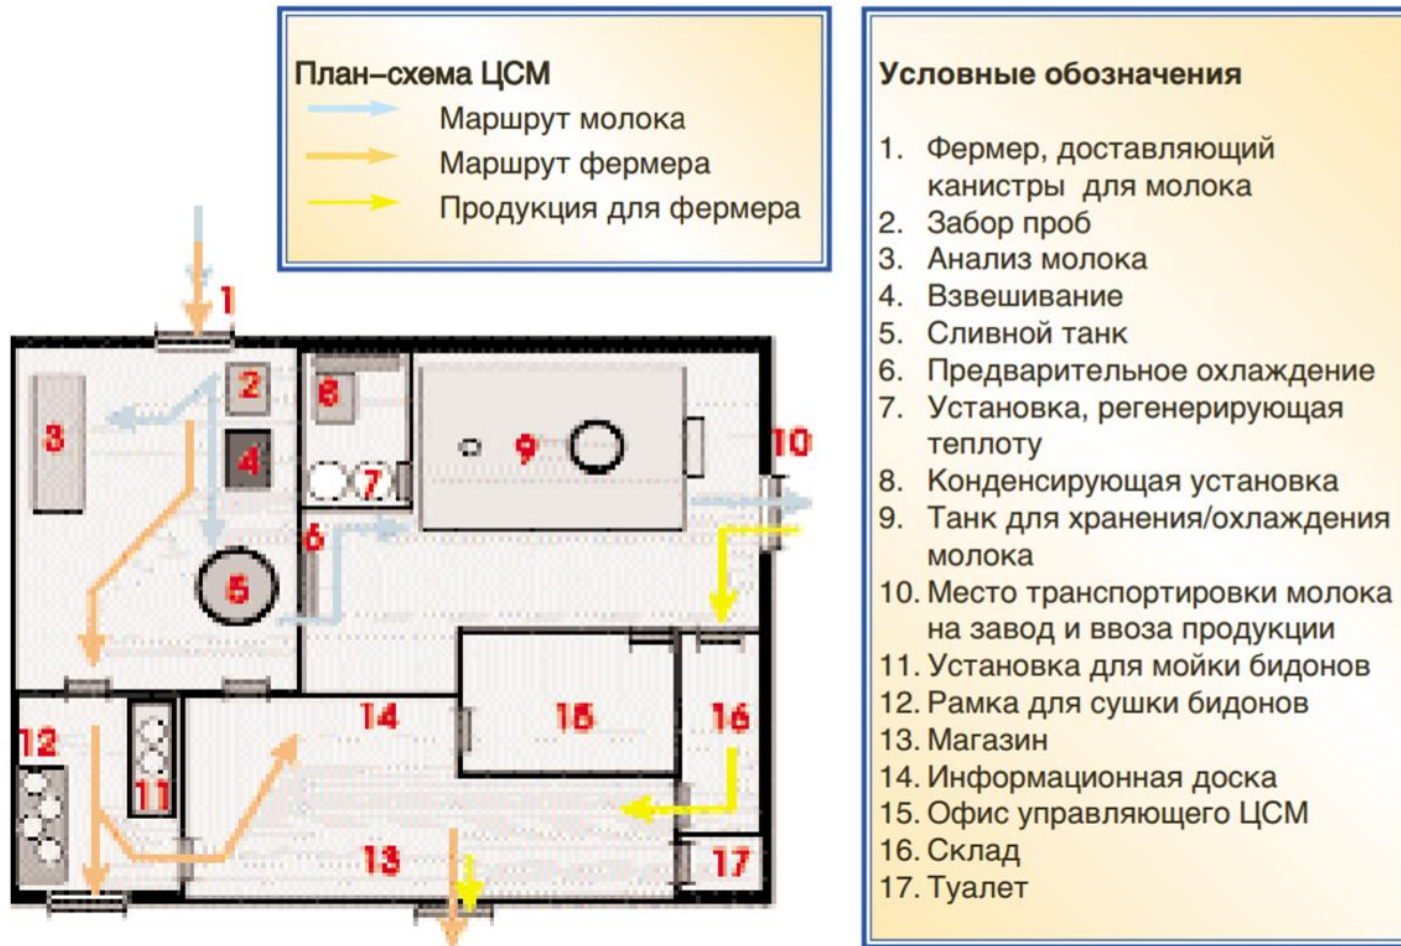 План-схема ЦСМ
Маршрут молока
Маршрут фермера
Продукция для фермера
Условные обозначения
1. Фермер, доставляющий
канистры для молока
2. Забор проб
3. Анализ молока
4. Взвешивание
5. Сливной танк
6. Предварительное охлаждение
7. Установка, регенерирующая
теплоту
8. Конденсирующая установка
9. Танк для хранения/охлаждения
молока
10. Место транспортировки молока
на завод и ввоза продукции
11. Установка для мойки бидонов
12. Рамка для сушки бидонов
13. Магазин
14. Информационная доска
15. Офис управляющего ЦСМ
16. Склад
17. Туалет
1
2
8
3
4
7
9
10
6
5
14
15
16
12
11
13
17